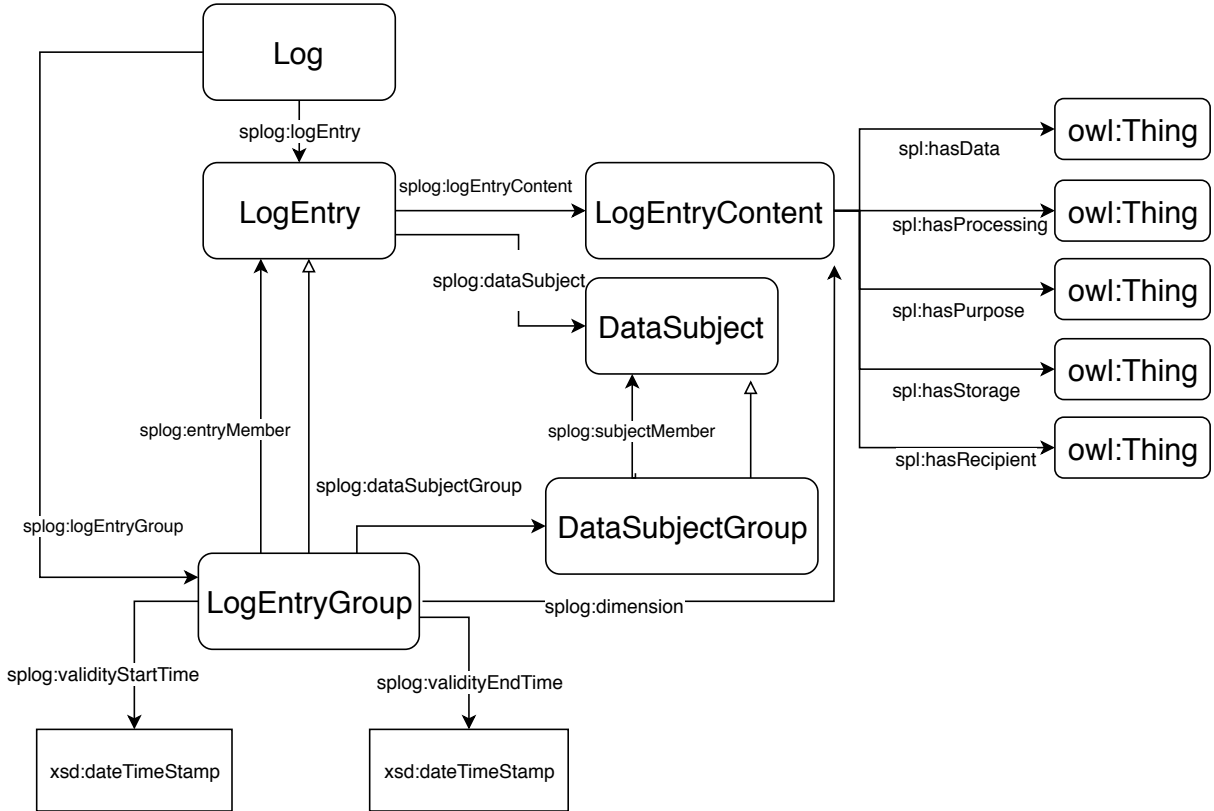 Log
splog:logEntry
owl:Thing
spl:hasData
splog:logEntryContent
LogEntry
LogEntryContent
owl:Thing
spl:hasProcessing
splog:dataSubject
owl:Thing
spl:hasPurpose
DataSubject
owl:Thing
spl:hasStorage
splog:entryMember
splog:subjectMember
owl:Thing
spl:hasRecipient
splog:dataSubjectGroup
splog:logEntryGroup
DataSubjectGroup
LogEntryGroup
splog:dimension
splog:validityStartTime
splog:validityEndTime
xsd:dateTimeStamp
xsd:dateTimeStamp